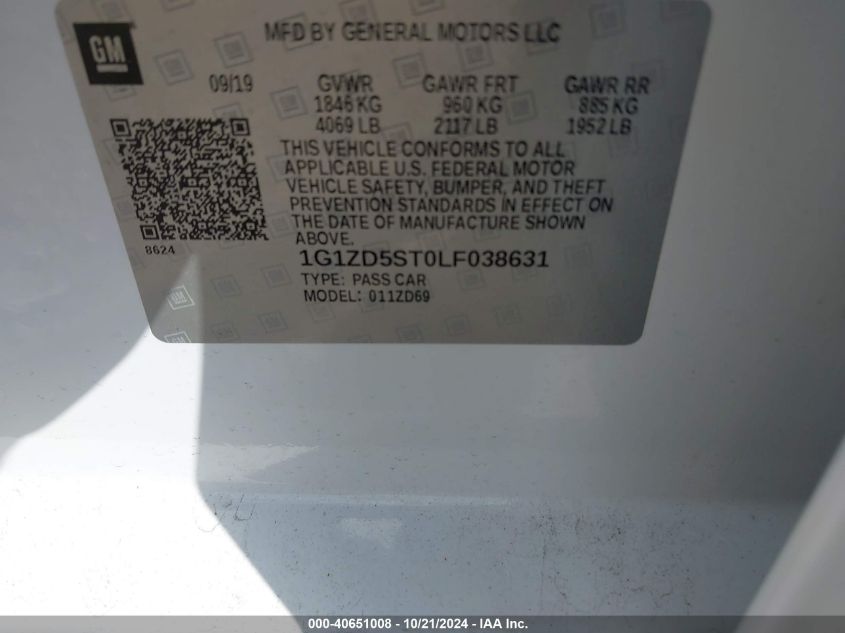 GM
MFD BY GENERAL MOTORS LLC
09/19 GVWR GAWR FRT GAWR RR
1846 KG 960 KG 885 KG
4069 LB 2117 LB 1952 LB
THIS VEHICLE CONFORMS TO ALL
APPLICABLE U.S. FEDERAL MOTOR
VEHICLE SAFETY, BUMPER, AND THEFT
PREVENTION STANDARDS IN EFFECT ON
THE DATE OF MANUFACTURE SHOWN
ABOVE.
8624
1G1ZD5ST0LF038631
TYPE: PASS CAR
MODEL: 011ZD69
000-40651008 - 10/21/2024 - IAA Inc.